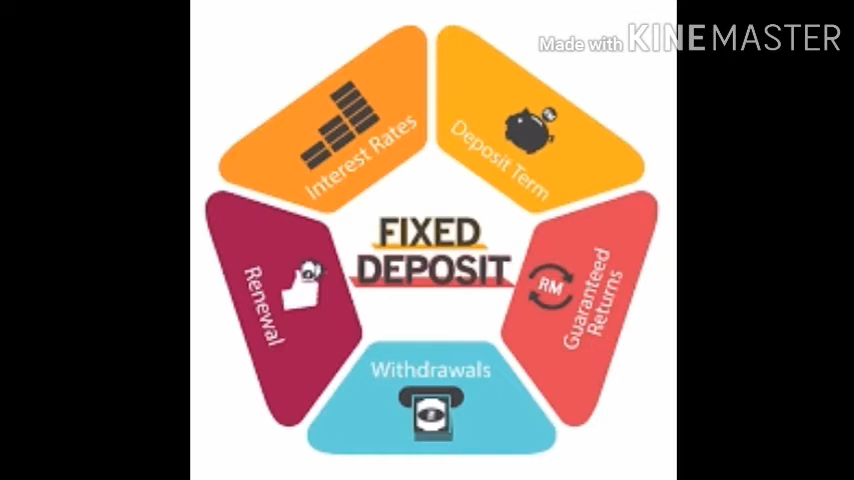 Made with KINEMASTER
Interest Rates
Deposit Term
FIXED
DEPOSIT
Renewal
RM
Guaranteed
Returns
Withdrawals